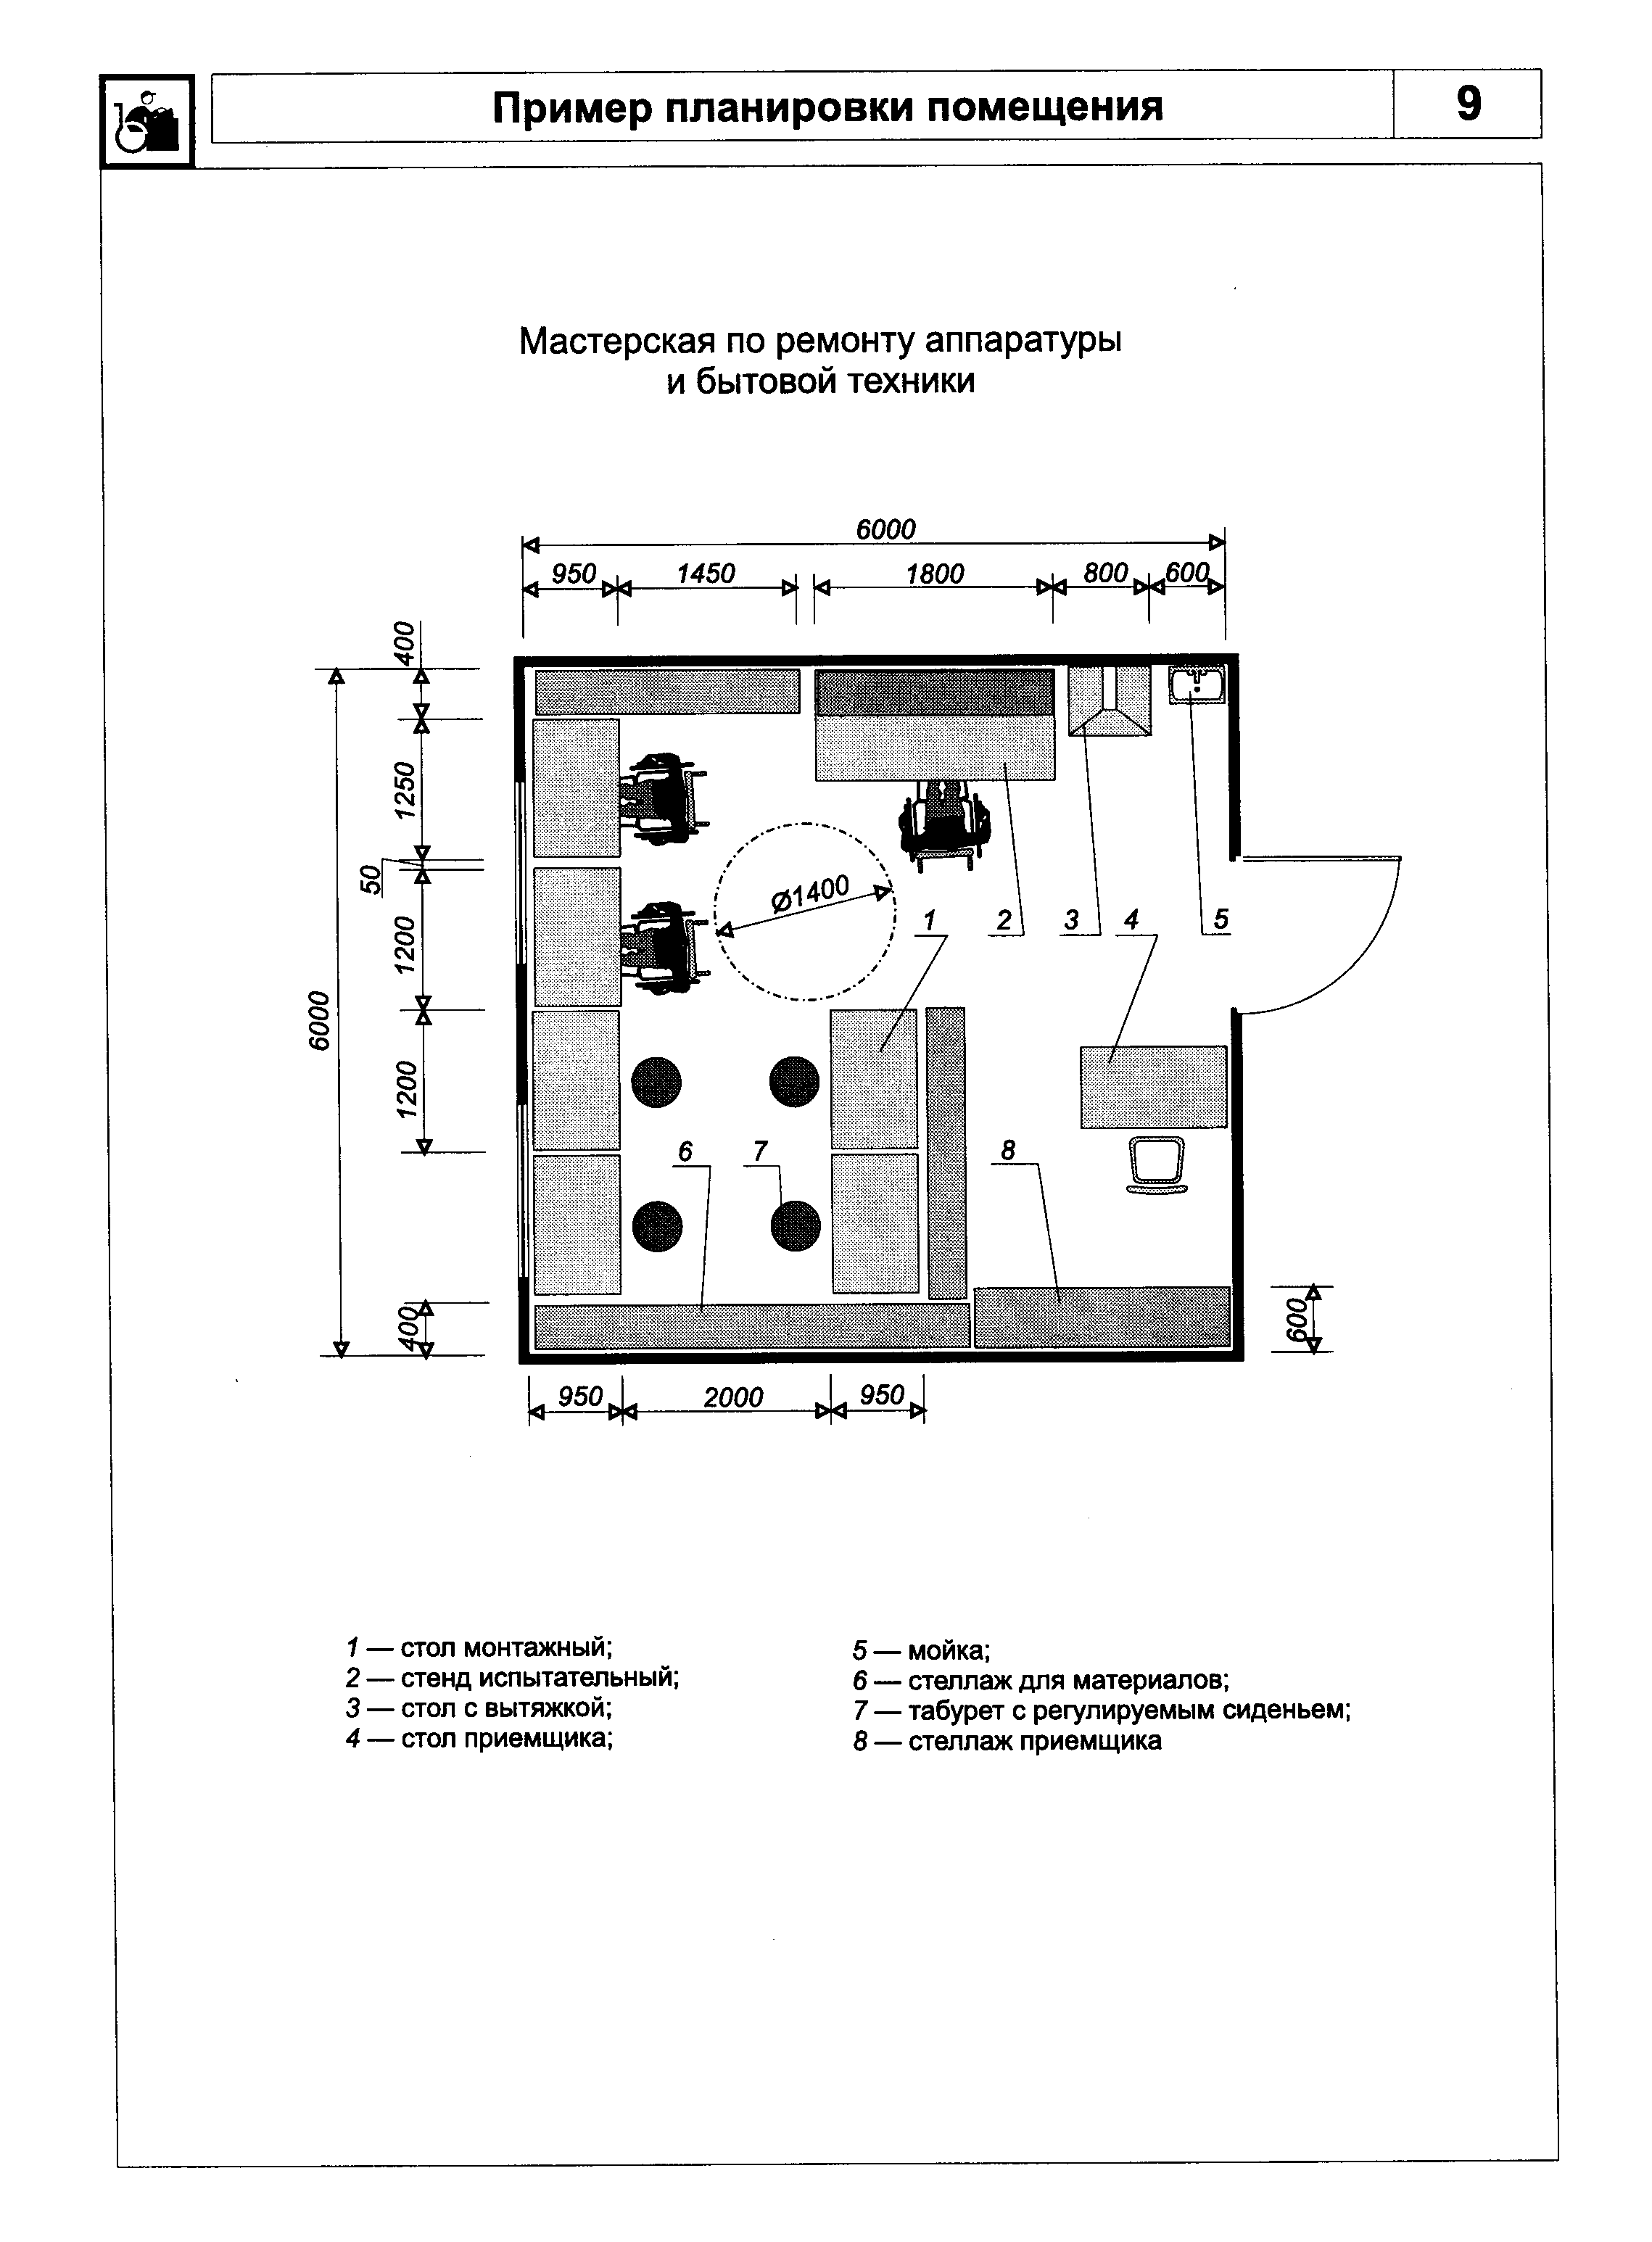 Пример планировки помещения
9
Мастерская по ремонту аппаратуры
и бытовой техники
6000
950 1450 1800 800 600
400
1250
50
1200
6000
1200
400
Ø1400
1 2 3 4 5
6 7 8
600
950 2000 950
1 — стол монтажный;
2 — стенд испытательный;
3 — стол с вытяжкой;
4 — стол приемщика;
5 — мойка;
6 — стеллаж для материалов;
7 — табурет с регулируемым сиденьем;
8 — стеллаж приемщика